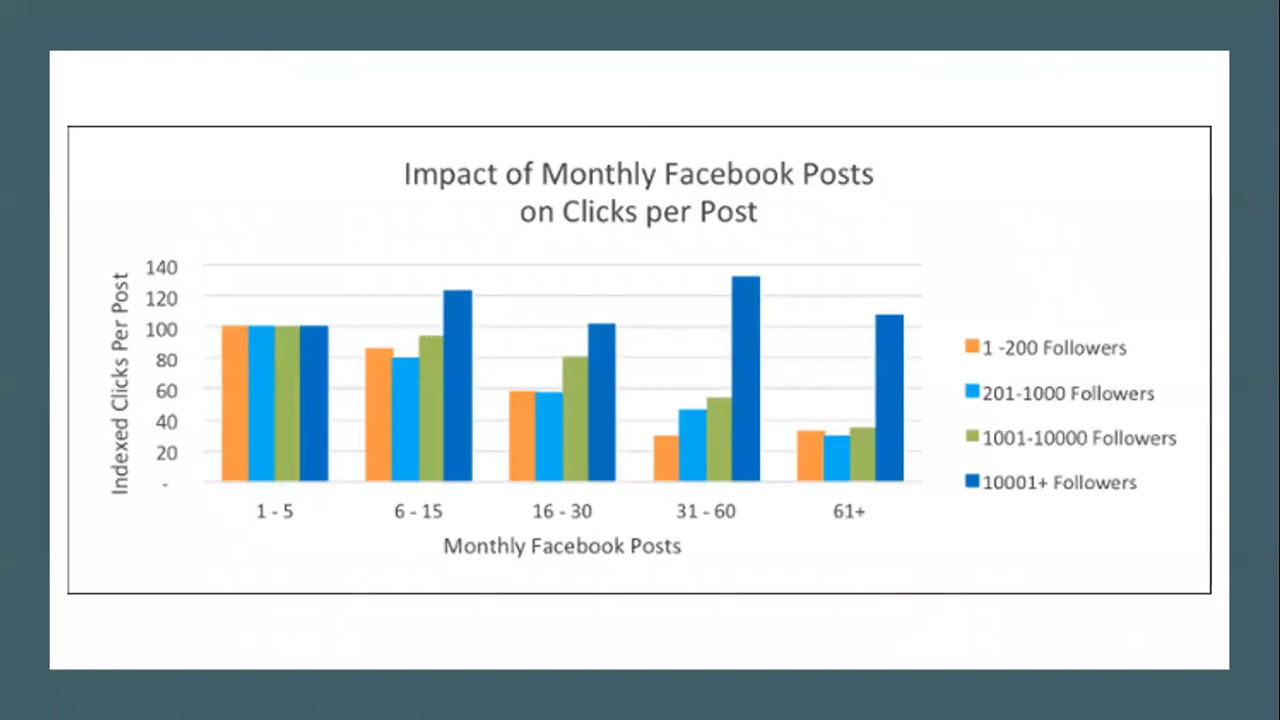 Impact of Monthly Facebook Posts
on Clicks per Post
Indexed Clicks Per Post
140
120
100
80
60
40
20
-
1 - 5
6 - 15
16 - 30
31 - 60
61+
Monthly Facebook Posts
1 -200 Followers
201-1000 Followers
1001-10000 Followers
10001+ Followers